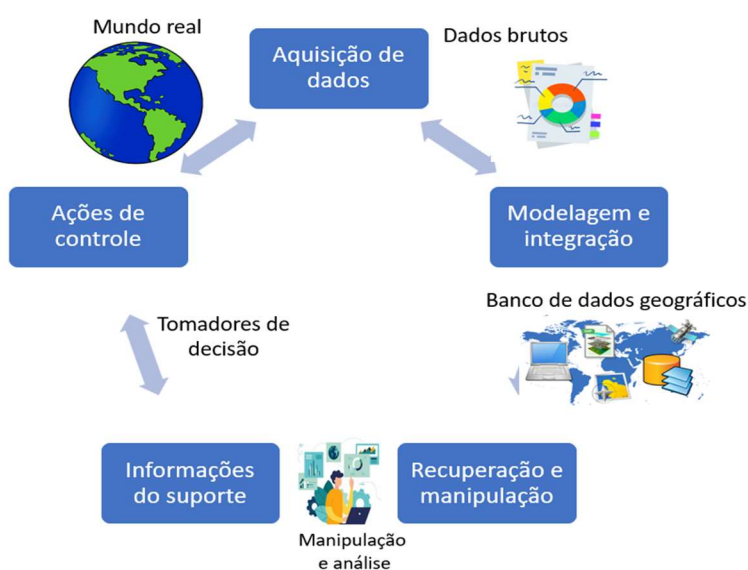 Mundo real
Aquisição de
dados
Dados brutos
Ações de
controle
Modelagem e
integração
Banco de dados geográficos
Tomadores de
decisão
Informações
do suporte
Recuperação e
manipulação
Manipulação
e análise